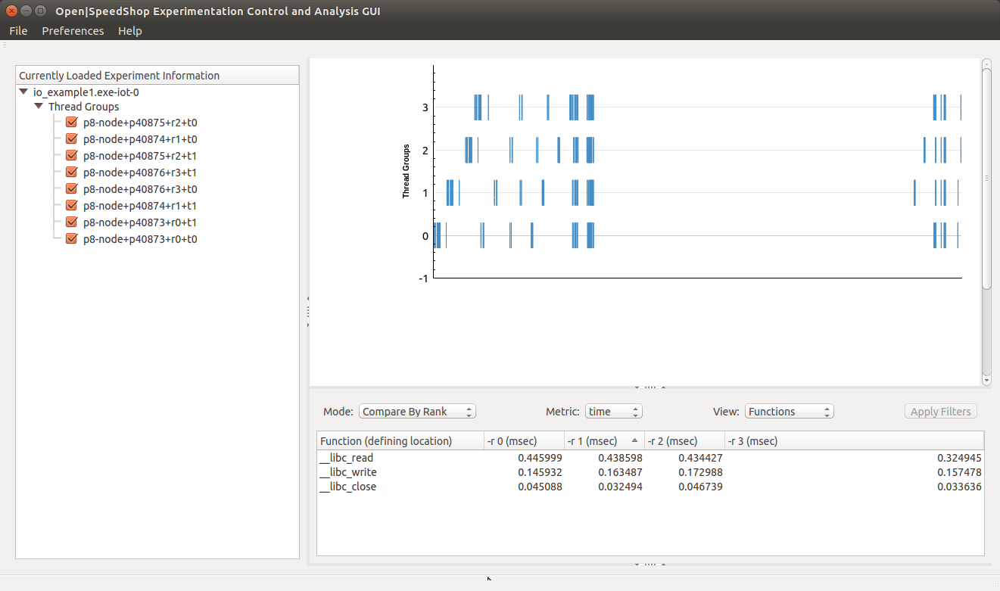 Open|SpeedShop Experimentation Control and Analysis GUI
File Preferences Help
Currently Loaded Experiment Information
io_example1.exe-iot-0
Thread Groups
p8-node+p40875+r2+t0
p8-node+p40874+r1+t0
p8-node+p40875+r2+t1
p8-node+p40876+r3+t1
p8-node+p40876+r3+t0
p8-node+p40874+r1+t1
p8-node+p40873+r0+t1
p8-node+p40873+r0+t0
Thread Groups
3
2
1
0
-1
Mode: Compare By Rank Metric: time View: Functions Apply Filters
Function (defining location) -r 0 (msec) -r 1 (msec) -r 2 (msec) -r 3 (msec)
__libc_read 0.445999 0.438598 0.434427 0.324945
__libc_write 0.145932 0.163487 0.172988 0.157478
__libc_close 0.045088 0.032494 0.046739 0.033636